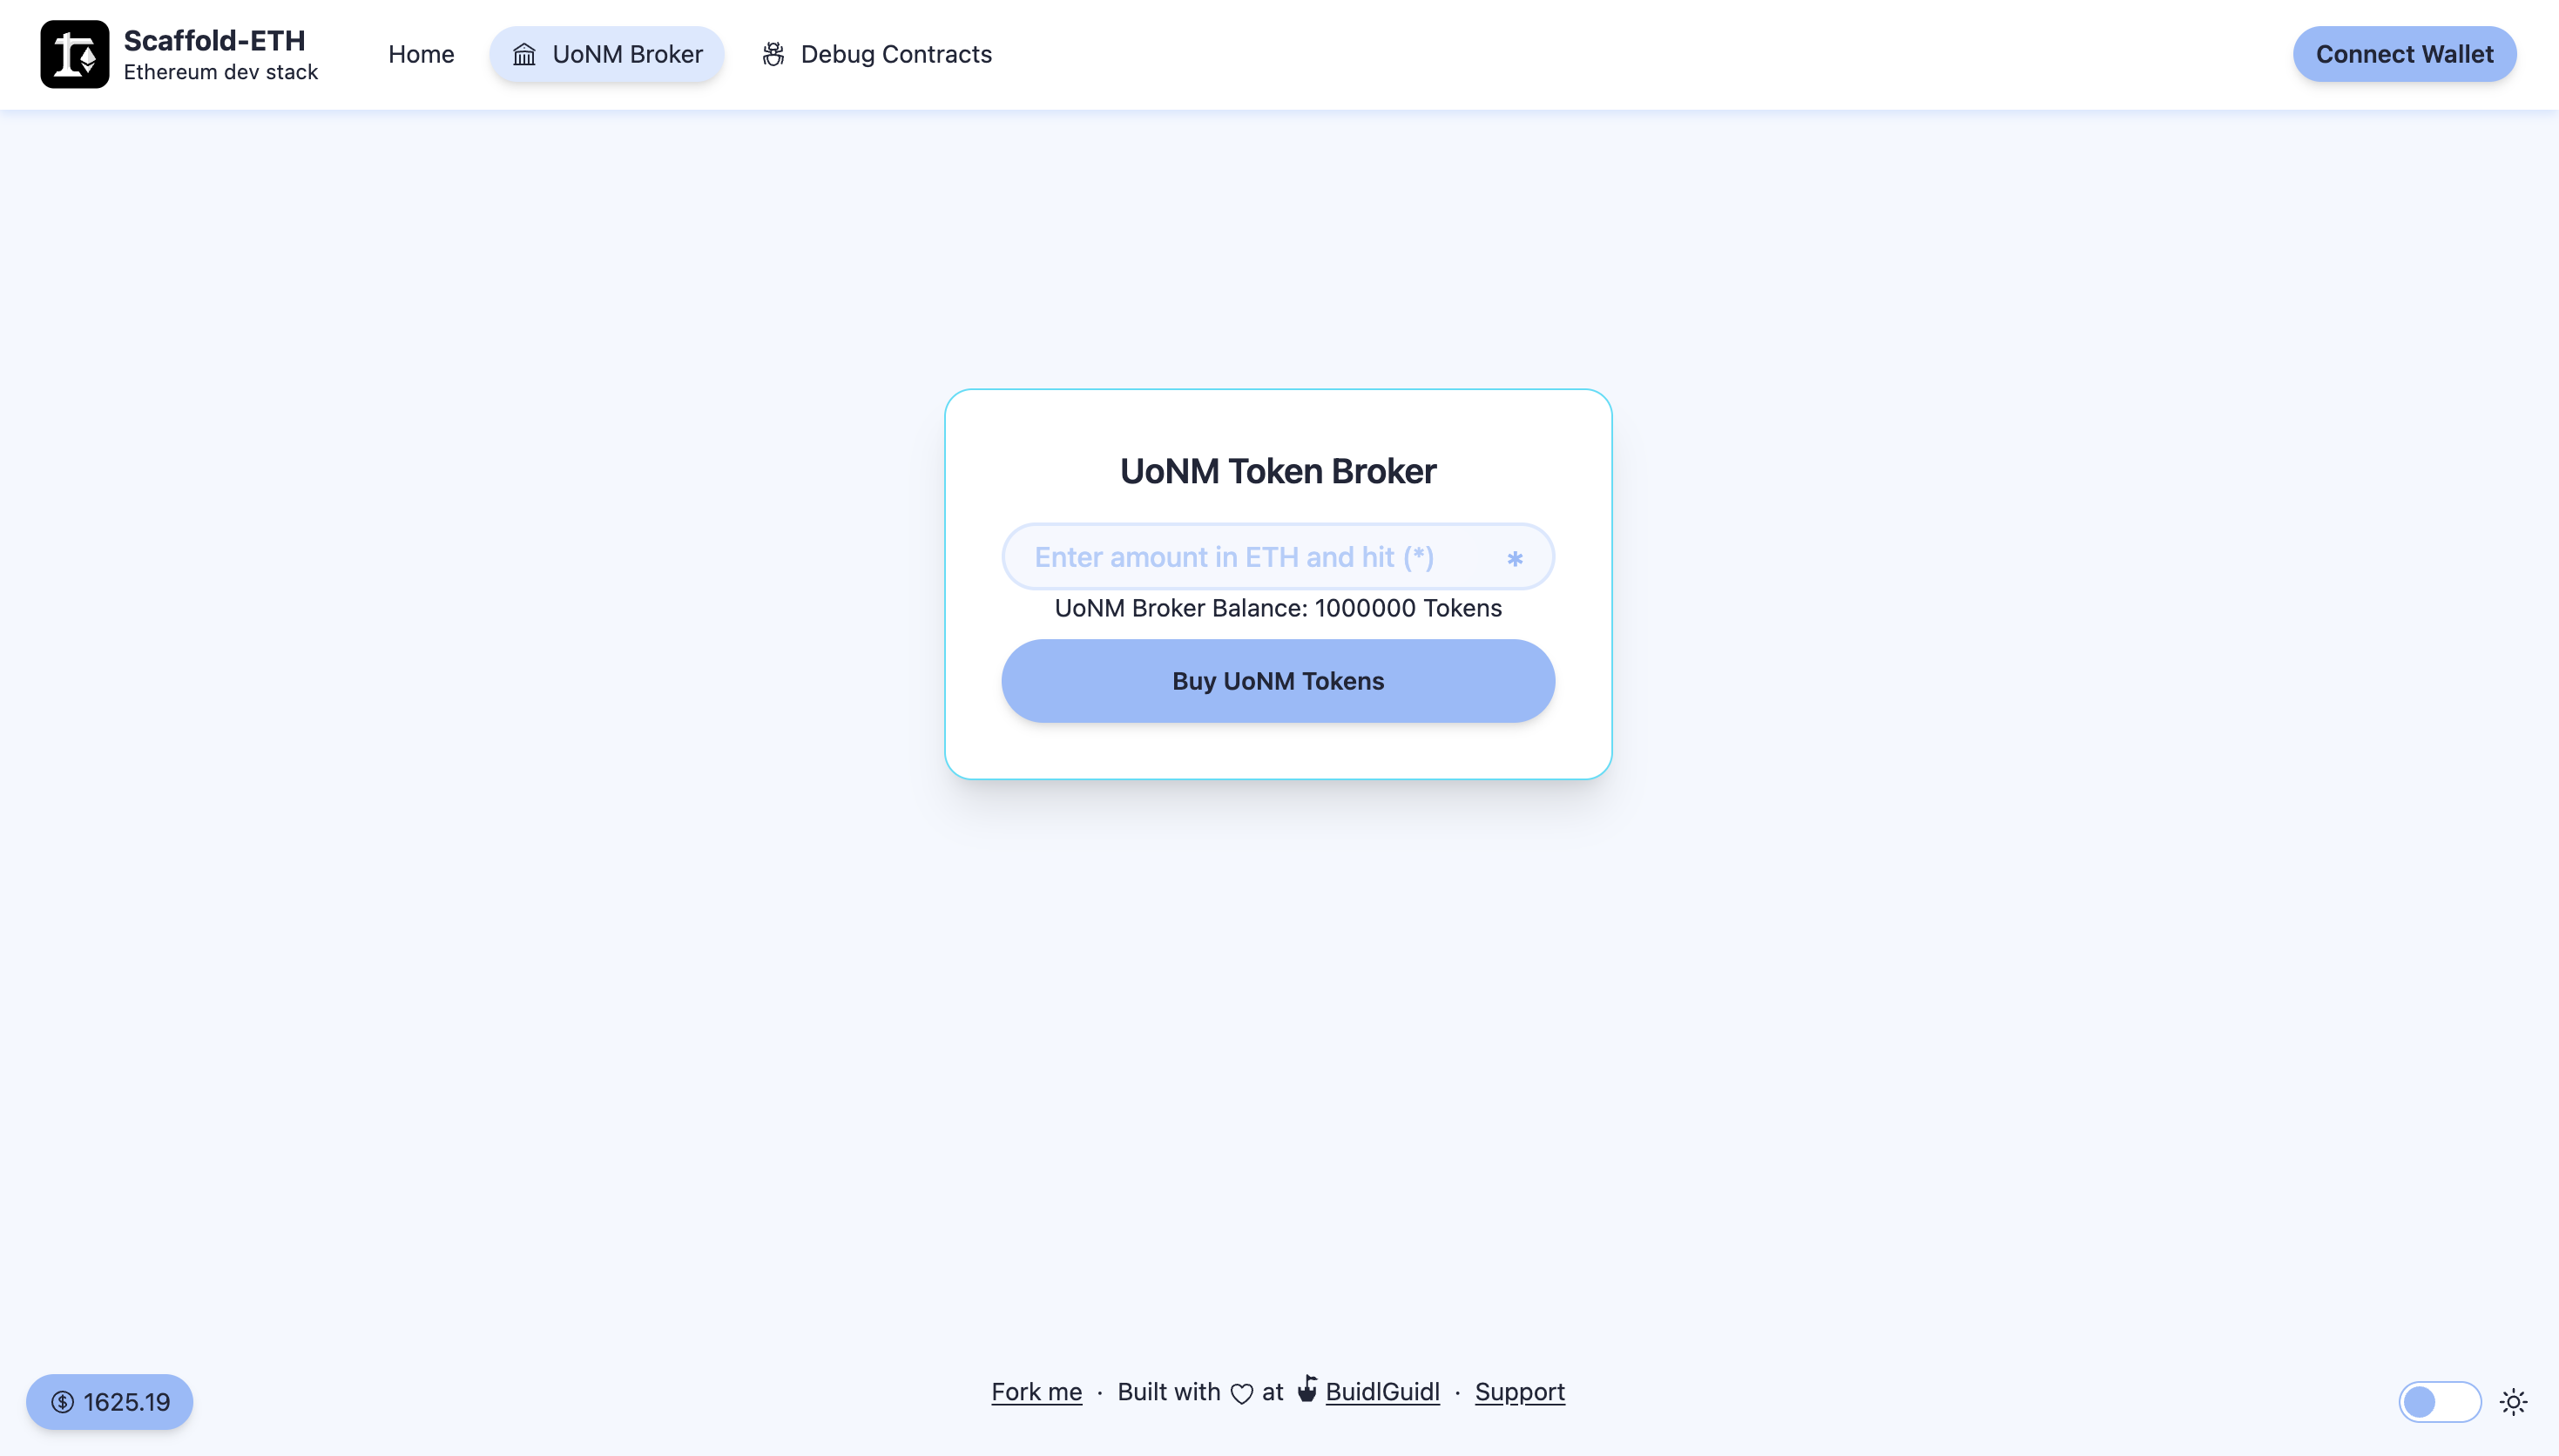 Scaffold-ETH
Ethereum dev stack
Home
UoNM Broker
Debug Contracts
Connect Wallet
UoNM Token Broker
Enter amount in ETH and hit (*)
*
UoNM Broker Balance: 1000000 Tokens
Buy UoNM Tokens
1625.19
Fork me · Built with ♡ at BuidlGuidl · Support